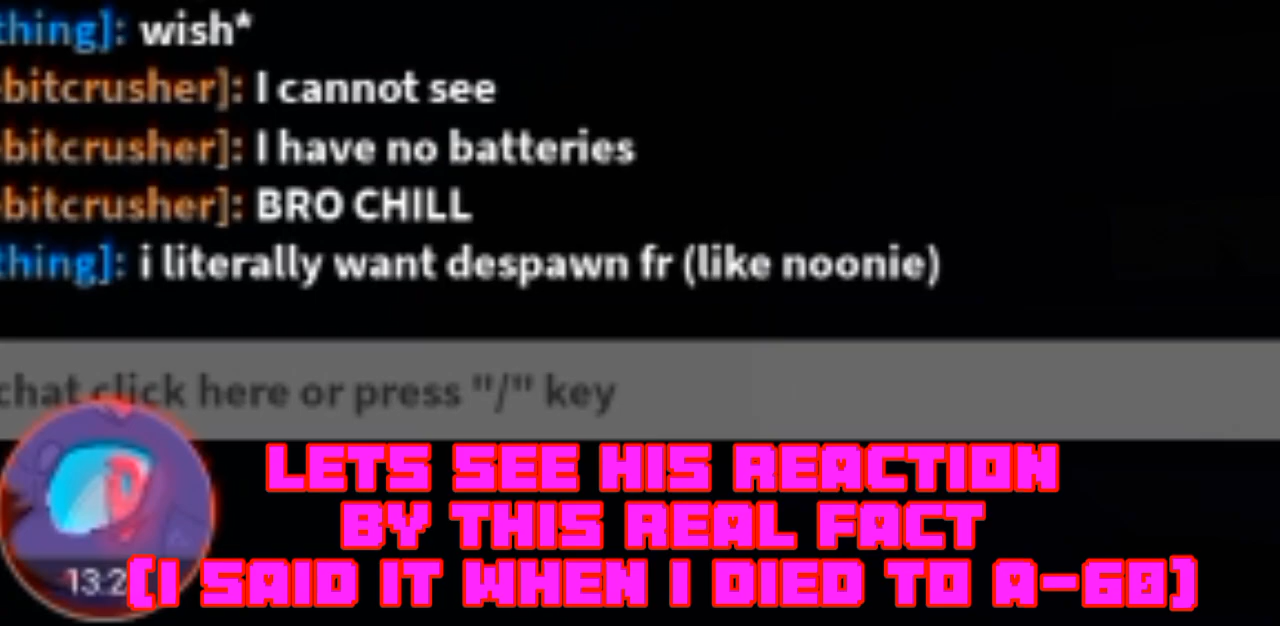 thing]: wish*
bitcrusher]: I cannot see
-bitcrusher]: I have no batteries
-bitcrusher]: BRO CHILL
thing]: i literally want despawn fr (like noonie)
chat click here or press "/" key
LETS SEE HIS REACTION
BY THIS REAL FACT
13:2
(I SAID IT WHEN I DIED TO A-60)